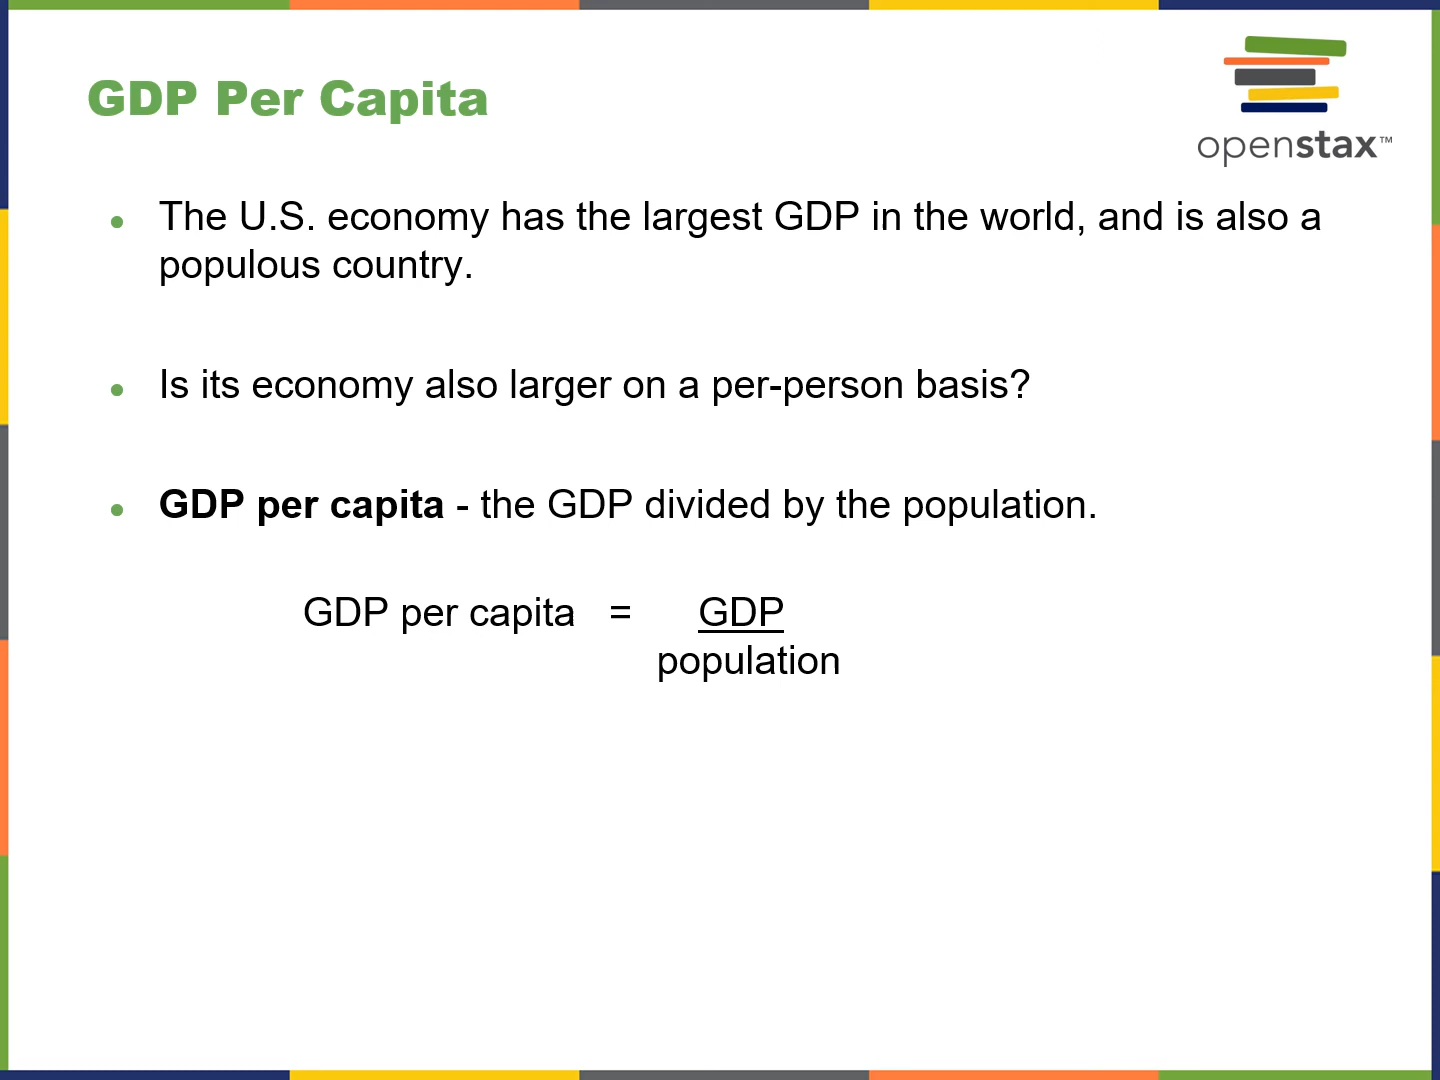 GDP Per Capita
openstax™
The U.S. economy has the largest GDP in the world, and is also a
populous country.
Is its economy also larger on a per-person basis?
GDP per capita - the GDP divided by the population.
GDP per capita = GDP
population